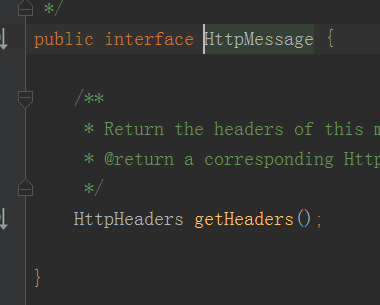 */
public interface HttpMessage {
/**
* Return the headers of this
* @return a corresponding
*/
HttpHeaders getHeaders();
}